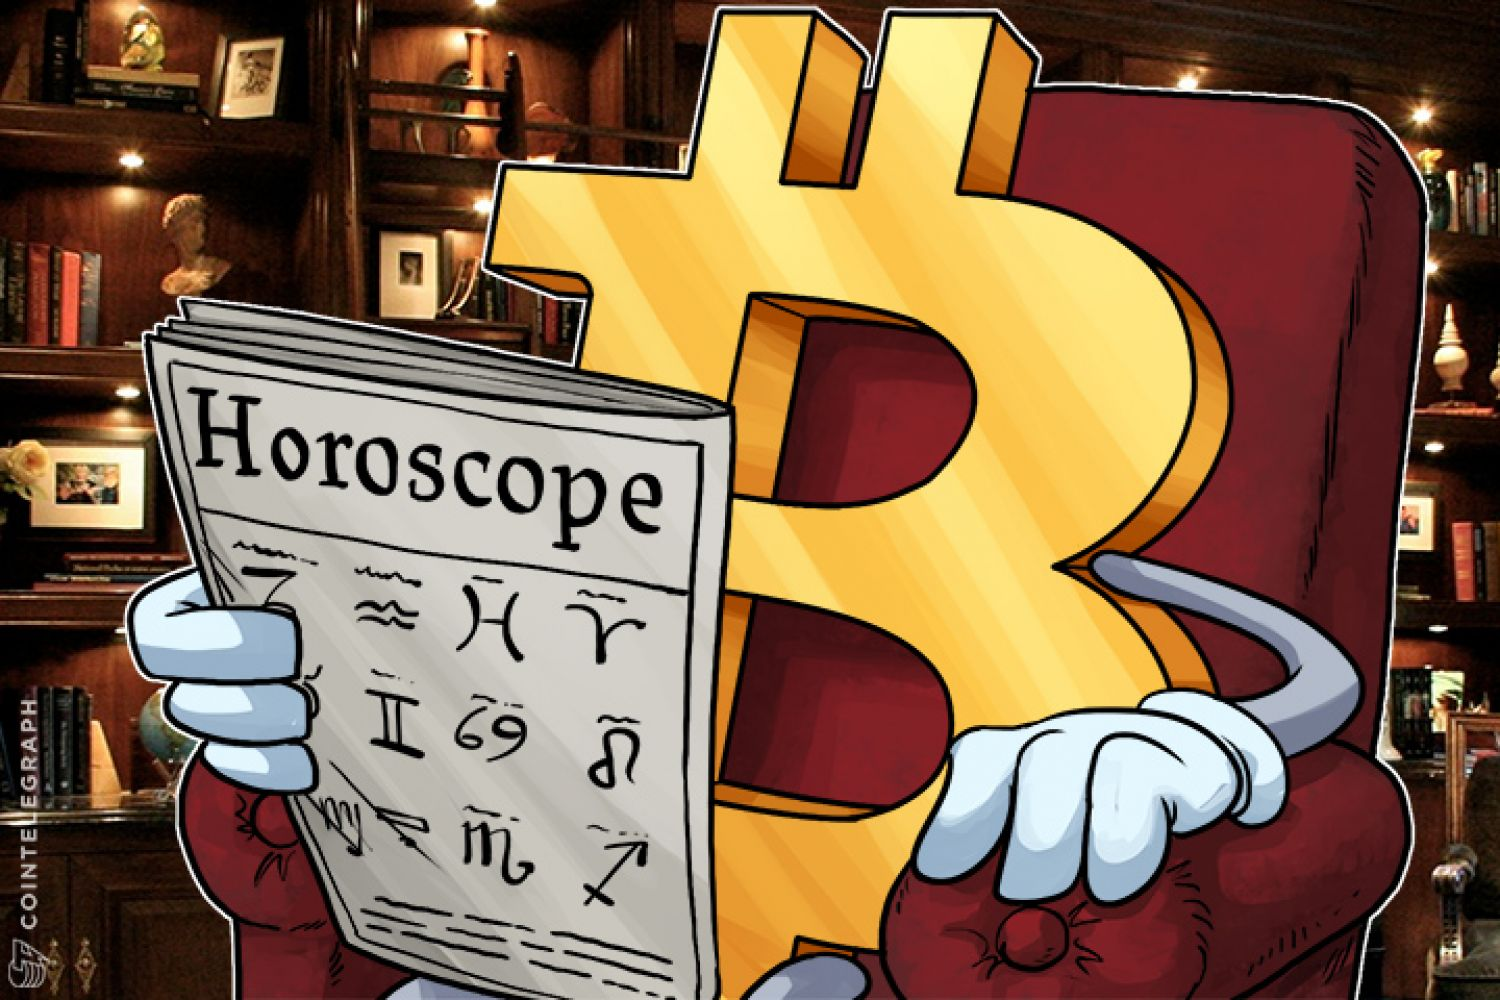 Horoscope
♒ ♓ ♈
♊ ♋ ♌
♏ ♐
COINTELEGRAPH